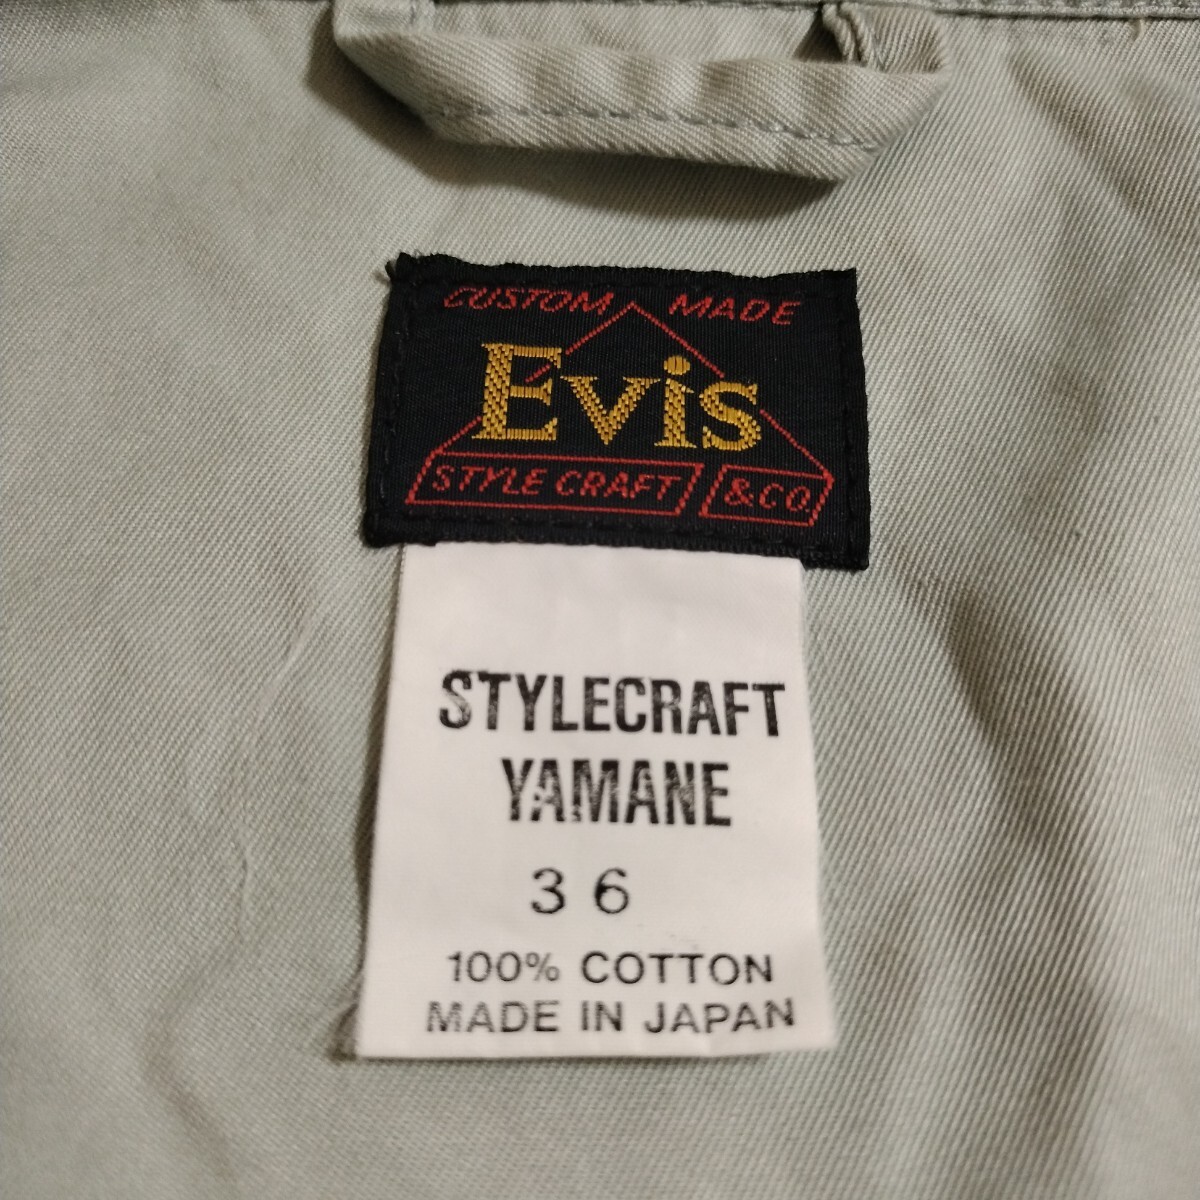 CUSTOM MADE
Evis
STYLE CRAFT &CO.
STYLECRAFT
YAMANE
36
100% COTTON
MADE IN JAPAN